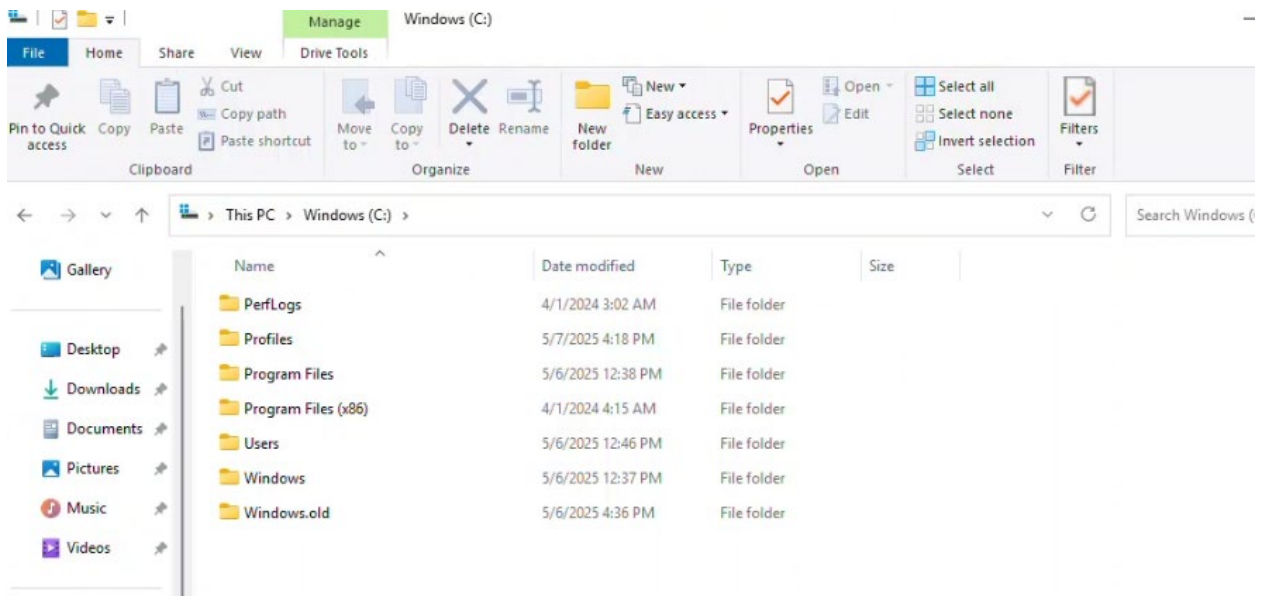 Manage Windows (C:)
File Home Share View Drive Tools
Pin to Quick access
Copy
Paste
Cut
Copy path
Paste shortcut
Move to
Copy to
Delete
Rename
New folder
New
Easy access
Properties
Open
Edit
Select all
Select none
Invert selection
Filters
Clipboard Organize New Open Select Filter
This PC > Windows (C:) >
Search Windows (
Gallery
Desktop
Downloads
Documents
Pictures
Music
Videos
Name Date modified Type Size
PerfLogs 4/1/2024 3:02 AM File folder
Profiles 5/7/2025 4:18 PM File folder
Program Files 5/6/2025 12:38 PM File folder
Program Files (x86) 4/1/2024 4:15 AM File folder
Users 5/6/2025 12:46 PM File folder
Windows 5/6/2025 12:37 PM File folder
Windows.old 5/6/2025 4:36 PM File folder